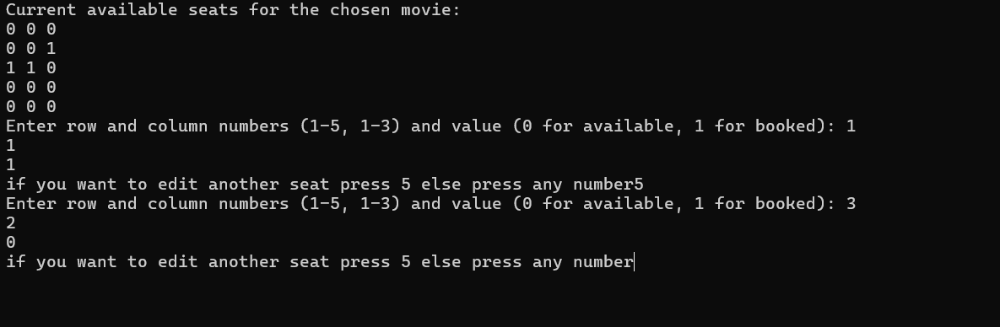 Current available seats for the chosen movie:
0 0 0
0 0 1
1 1 0
0 0 0
0 0 0
Enter row and column numbers (1-5, 1-3) and value (0 for available, 1 for booked): 1
1
1
if you want to edit another seat press 5 else press any number5
Enter row and column numbers (1-5, 1-3) and value (0 for available, 1 for booked): 3
2
0
if you want to edit another seat press 5 else press any number